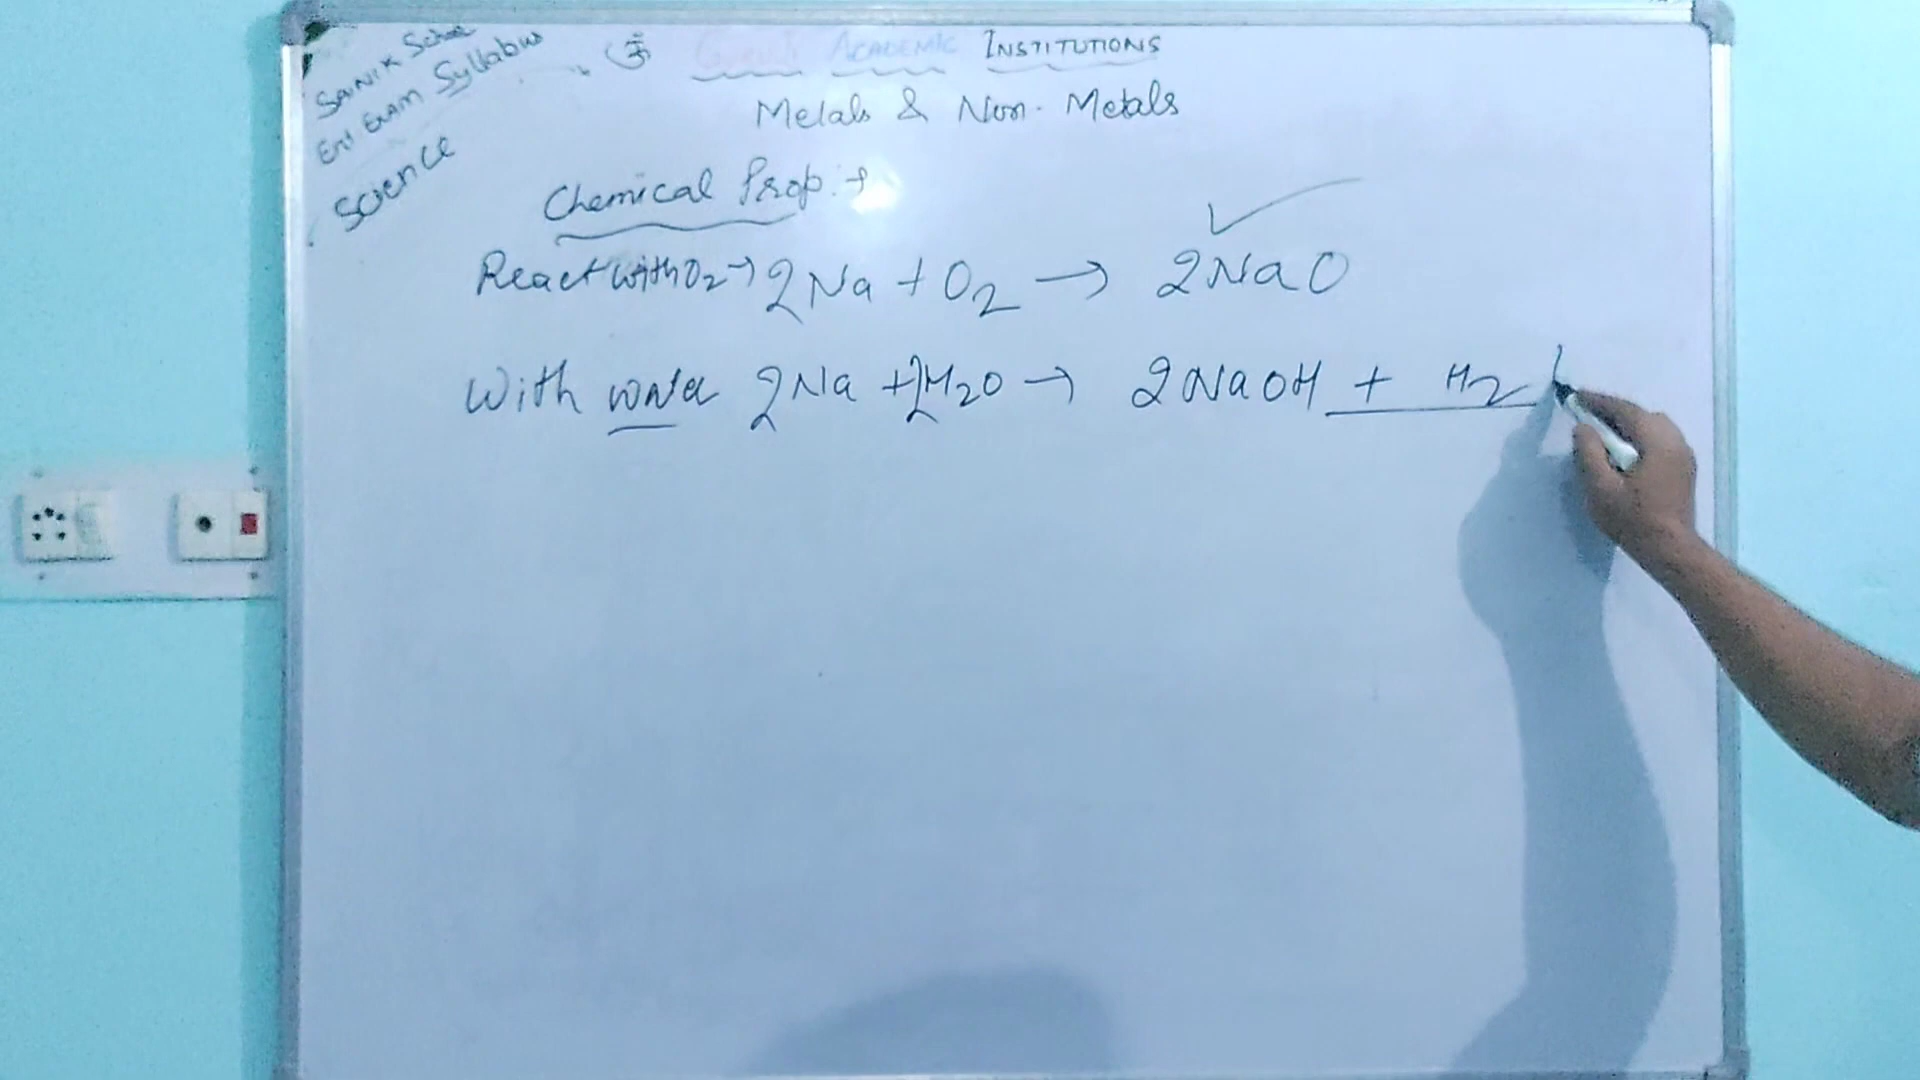 SAINIK School
Ent EXAM Syllabus
Science
ॐ ACADEMIC INSTITUTIONS
Metals & Non-Metals
Chemical Prop. :-
React with O2 → 2Na + O2 → 2NaO
With water 2Na + 2H2O → 2NaOH + H2